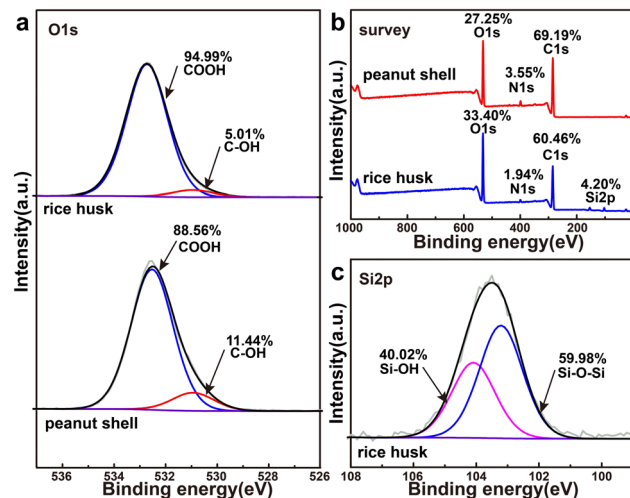 a
O1s
94.99%
COOH
5.01%
C-OH
rice husk
88.56%
COOH
11.44%
C-OH
peanut shell
536 534 532 530 528 526
Binding energy(eV)
Intensity(a.u.)
b
survey
27.25%
O1s
69.19%
C1s
peanut shell
3.55%
N1s
33.40%
O1s
60.46%
C1s
rice husk
1.94%
N1s
4.20%
Si2p
1000 800 600 400 200
Binding energy(eV)
Intensity(a.u.)
c
Si2p
40.02%
Si-OH
59.98%
Si-O-Si
rice husk
108 106 104 102 100
Binding energy(eV)
Intensity(a.u.)